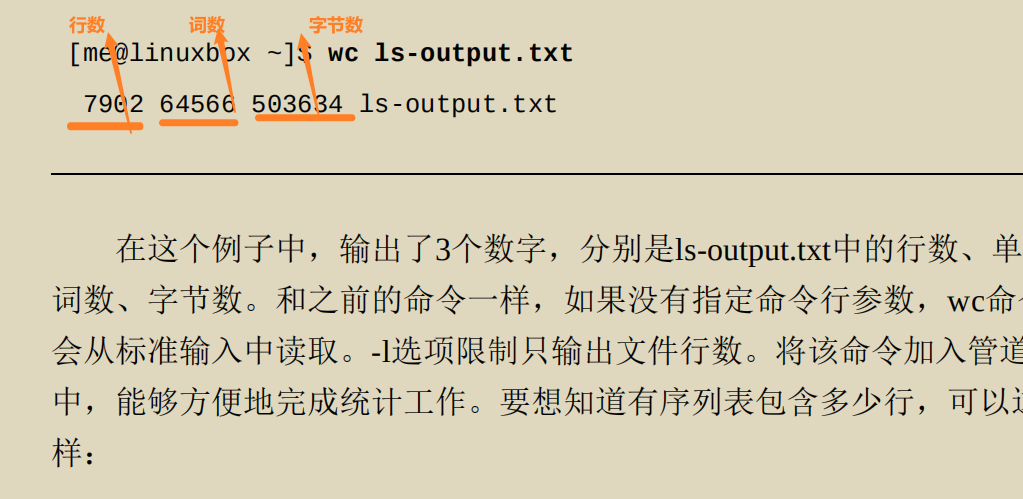 行数 词数 字节数
[me@linuxbox ~]$ wc ls-output.txt
7902 64566 503634 ls-output.txt
在这个例子中，输出了3个数字，分别是ls-output.txt中的行数、单
词数、字节数。和之前的命令一样，如果没有指定命令行参数，wc命
会从标准输入中读取。-l选项限制只输出文件行数。将该命令加入管道
中，能够方便地完成统计工作。要想知道有序列表包含多少行，可以
样：